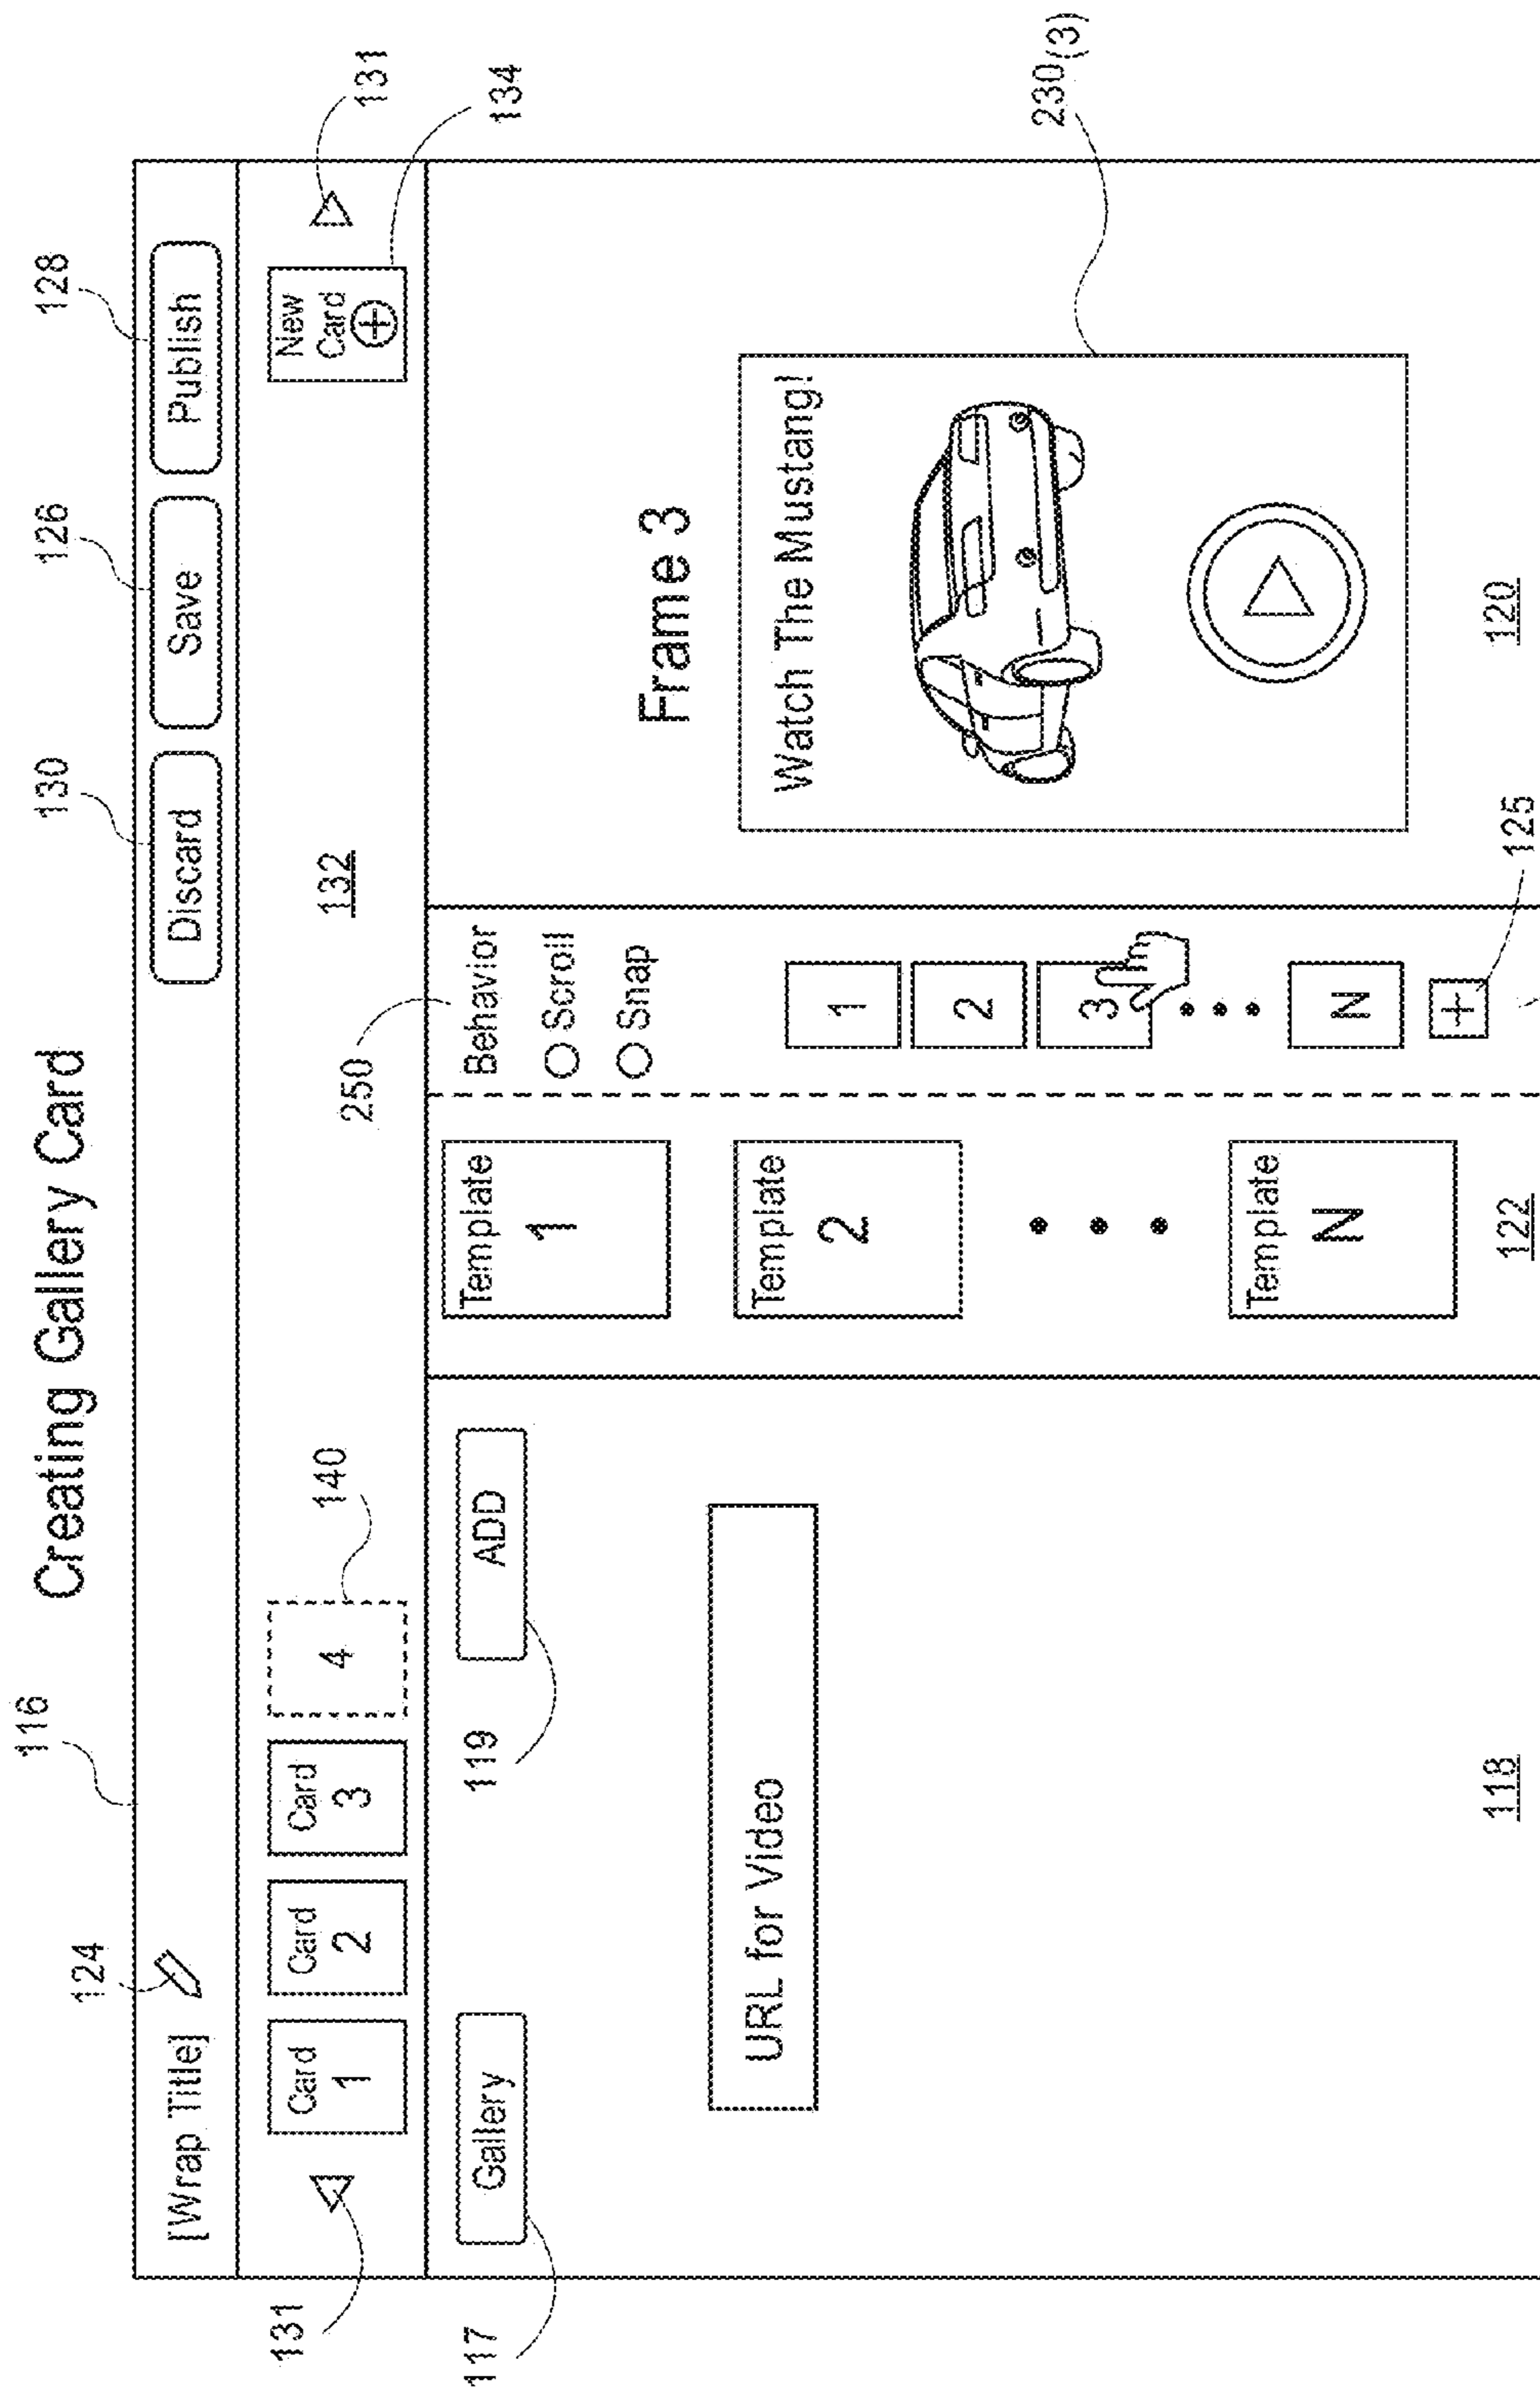 Creating Gallery Card
116
124
130
126
128
[Wrap Title]
Discard
Save
Publish
131
131
134
Card
1
Card
2
Card
3
4
140
132
New
Card
117
Gallery
119
ADD
URL for Video
118
Template
1
Template
2
Template
N
122
250
Behavior
Scroll
Snap
1
2
3
N
+
125
Frame 3
Watch The Mustang!
230(3)
120